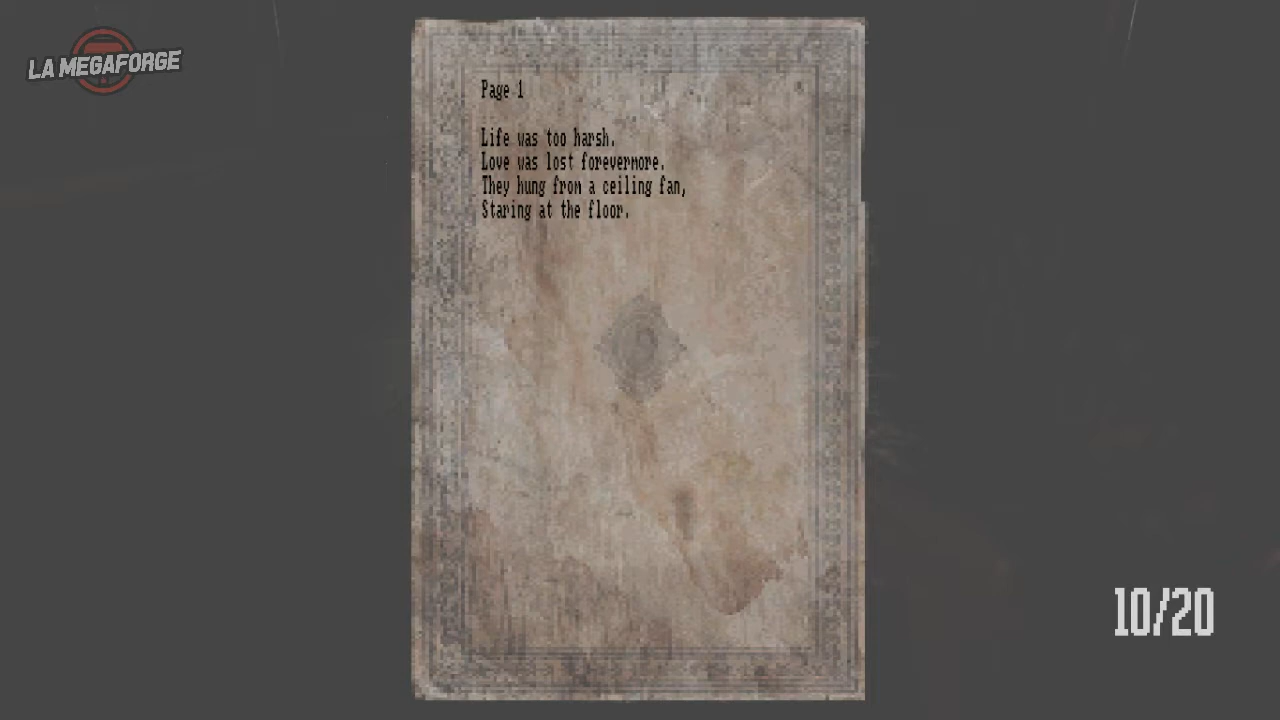 LA MEGAFORGE
Page 1
Life was too harsh.
Love was lost forevermore.
They hung from a ceiling fan,
Staring at the floor.
10/20